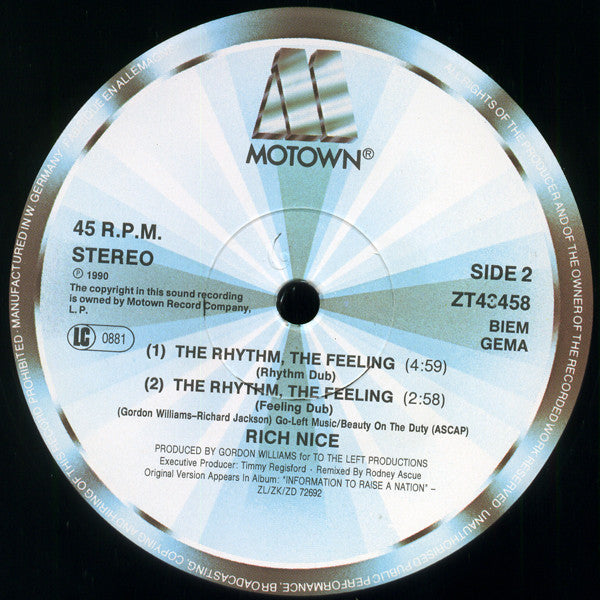 MOTOWN®
45 R.P.M.
STEREO
℗ 1990
The copyright in this sound recording
is owned by Motown Record Company,
L.P.
LC 0881
SIDE 2
BIEM
GEMA
(1) THE RHYTHM, THE FEELING (4:59)
(Rhythm Dub)
(2) THE RHYTHM, THE FEELING (2:58)
(Feeling Dub)
(Gordon Williams–Richard Jackson) Go-Left Music/Beauty On The Duty (ASCAP)
RICH NICE
PRODUCED BY GORDON WILLIAMS for TO THE LEFT PRODUCTIONS
Executive Producer: Timmy Regisford - Remixed By Rodney Ascue
Original Version Appears In Album: "INFORMATION TO RAISE A NATION" –
ZL/ZK/ZD 72692
ALL RIGHTS OF THE PRODUCER AND OF THE OWNER OF THE RECORDED WORK RESERVED · UNAUTHORISED PUBLIC PERFORMANCE, BROADCASTING, COPYING AND HIRING OF THIS RECORD PROHIBITED · MANUFACTURED IN W. GERMANY / FABRIQUE EN ALLEMAGNE